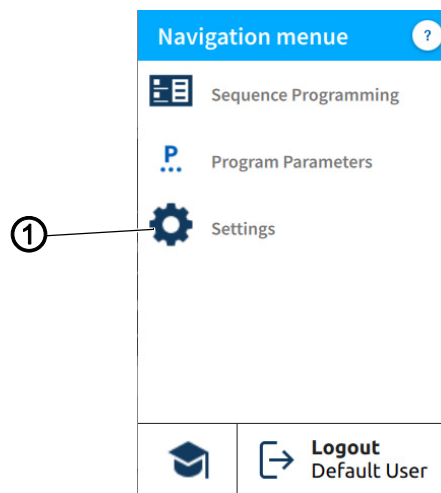 Navigation menue ?
Sequence Programming
P
Program Parameters
1
Settings
Logout
Default User